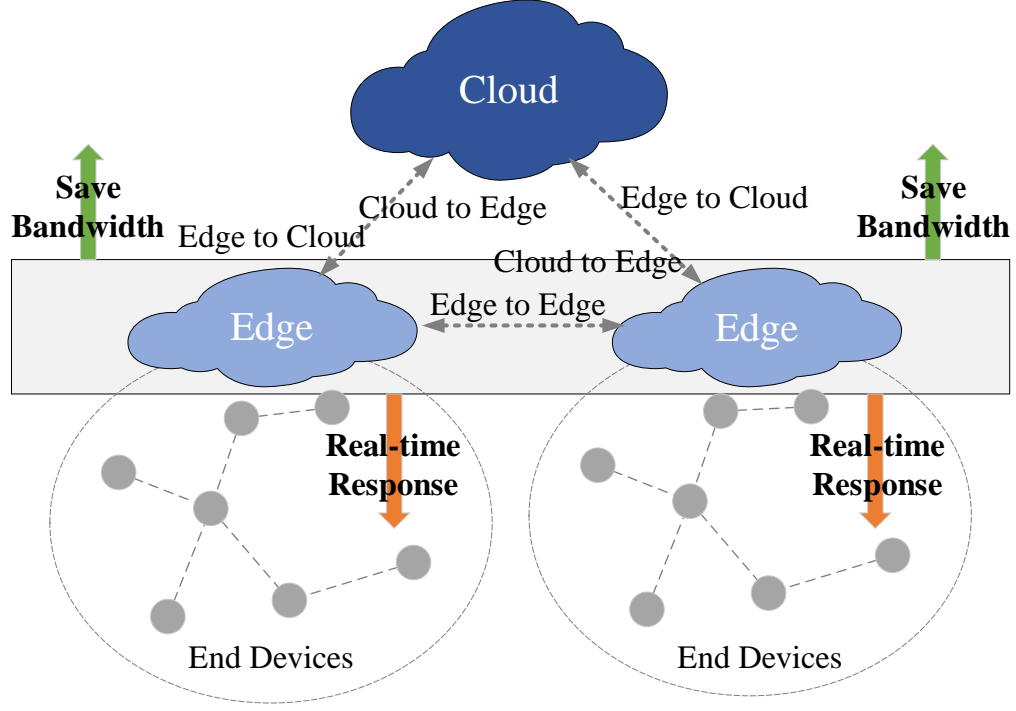 Cloud
Save
Bandwidth
Save
Bandwidth
Cloud to Edge
Edge to Cloud
Edge to Cloud
Cloud to Edge
Edge to Edge
Edge
Edge
Real-time
Response
Real-time
Response
End Devices
End Devices